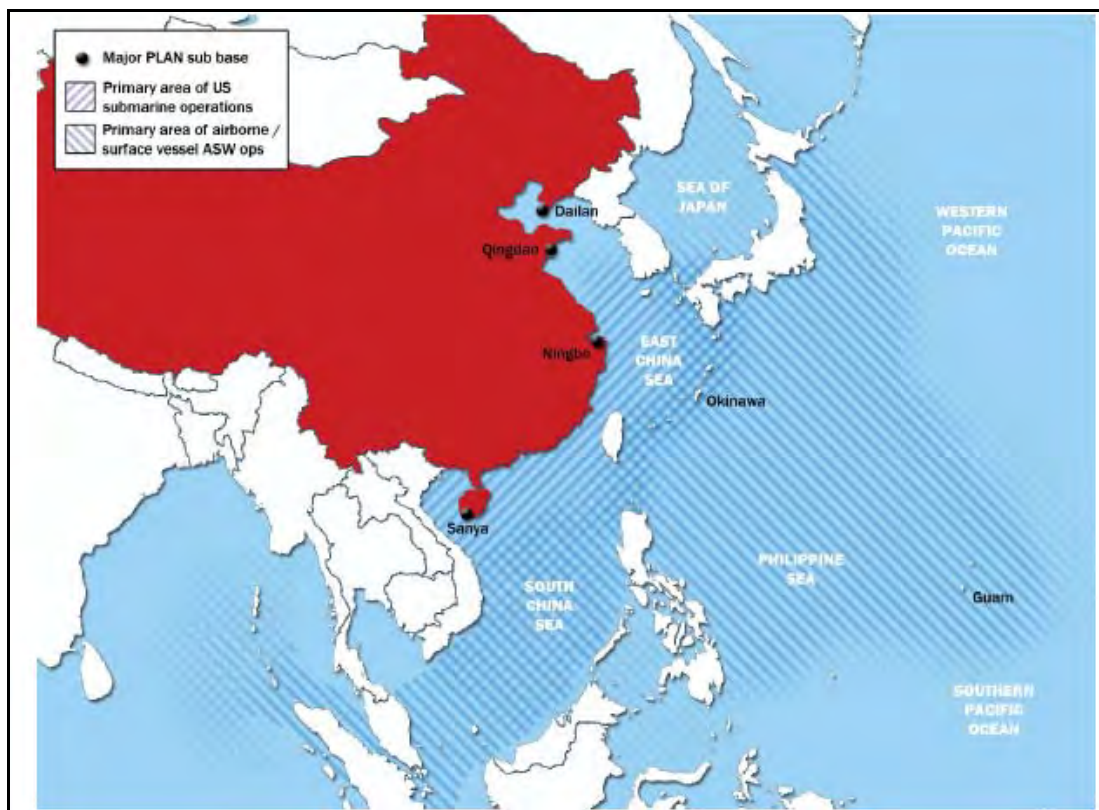 Major PLAN sub base
Primary area of US
submarine operations
Primary area of airborne /
surface vessel ASW ops
SEA OF
JAPAN
Dailan
WESTERN
PACIFIC
OCEAN
Qingdao
Ningbo
EAST
CHINA
SEA
Okinawa
Sanya
PHILIPPINE
SEA
SOUTH
CHINA
SEA
Guam
SOUTHERN
PACIFIC
OCEAN